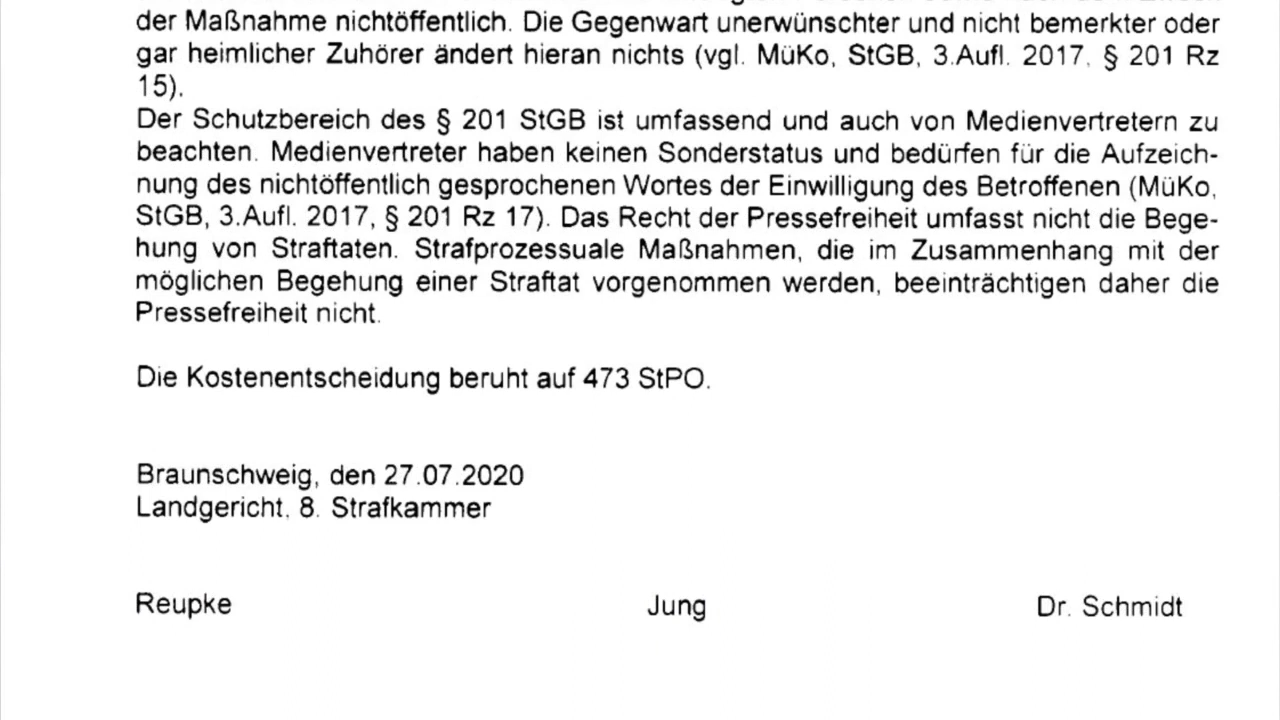 der Maßnahme nichtöffentlich. Die Gegenwart unerwünschter und nicht bemerkter oder
gar heimlicher Zuhörer ändert hieran nichts (vgl. MüKo, StGB, 3.Aufl. 2017, § 201 Rz
15).
Der Schutzbereich des § 201 StGB ist umfassend und auch von Medienvertretern zu
beachten. Medienvertreter haben keinen Sonderstatus und bedürfen für die Aufzeich-
nung des nichtöffentlich gesprochenen Wortes der Einwilligung des Betroffenen (MüKo,
StGB, 3.Aufl. 2017, § 201 Rz 17). Das Recht der Pressefreiheit umfasst nicht die Bege-
hung von Straftaten. Strafprozessuale Maßnahmen, die im Zusammenhang mit der
möglichen Begehung einer Straftat vorgenommen werden, beeinträchtigen daher die
Pressefreiheit nicht.
Die Kostenentscheidung beruht auf 473 StPO.
Braunschweig, den 27.07.2020
Landgericht, 8. Strafkammer
Reupke Jung Dr. Schmidt